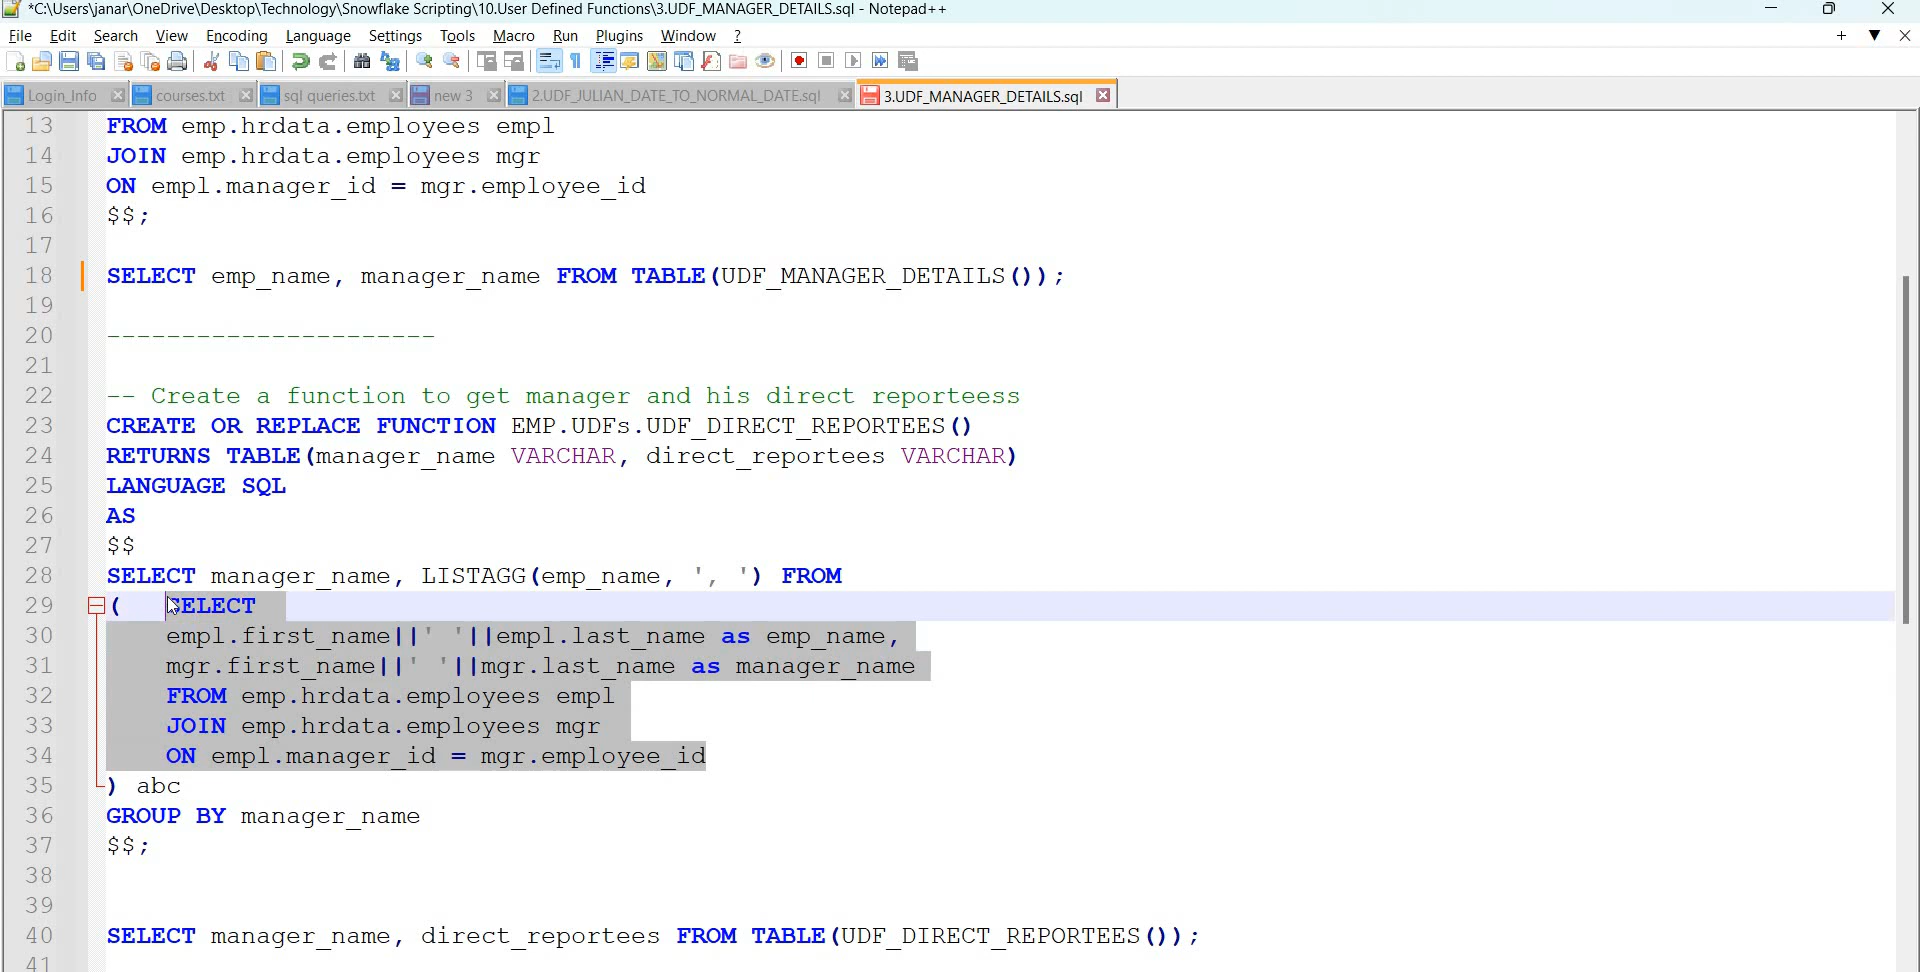 *C:\Users\janar\OneDrive\Desktop\Technology\Snowflake Scripting\10.User Defined Functions\3.UDF_MANAGER_DETAILS.sql - Notepad++
File Edit Search View Encoding Language Settings Tools Macro Run Plugins Window ?
Login_Info courses.txt sql queries.txt new 3 2.UDF_JULIAN_DATE_TO_NORMAL_DATE.sql 3.UDF_MANAGER_DETAILS.sql
13 FROM emp.hrdata.employees empl
14 JOIN emp.hrdata.employees mgr
15 ON empl.manager_id = mgr.employee_id
16 $$;
17
18 SELECT emp_name, manager_name FROM TABLE(UDF_MANAGER_DETAILS());
19
20 ----------------------
21
22 -- Create a function to get manager and his direct reporteess
23 CREATE OR REPLACE FUNCTION EMP.UDFs.UDF_DIRECT_REPORTEES()
24 RETURNS TABLE(manager_name VARCHAR, direct_reportees VARCHAR)
25 LANGUAGE SQL
26 AS
27 $$
28 SELECT manager_name, LISTAGG(emp_name, ', ') FROM
29 ( SELECT
30 empl.first_name||' '||empl.last_name as emp_name,
31 mgr.first_name||' '||mgr.last_name as manager_name
32 FROM emp.hrdata.employees empl
33 JOIN emp.hrdata.employees mgr
34 ON empl.manager_id = mgr.employee_id
35 ) abc
36 GROUP BY manager_name
37 $$;
38
39
40 SELECT manager_name, direct_reportees FROM TABLE(UDF_DIRECT_REPORTEES());
41